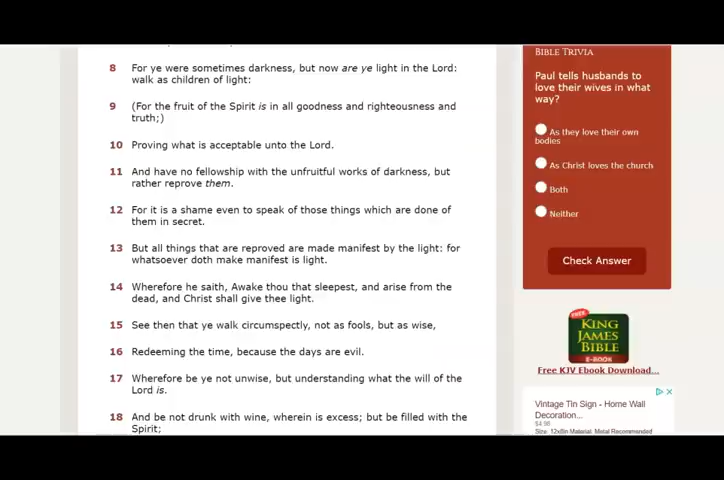 8 For ye were sometimes darkness, but now are ye light in the Lord:
walk as children of light:
9 (For the fruit of the Spirit is in all goodness and righteousness and
truth;)
10 Proving what is acceptable unto the Lord.
11 And have no fellowship with the unfruitful works of darkness, but
rather reprove them.
12 For it is a shame even to speak of those things which are done of
them in secret.
13 But all things that are reproved are made manifest by the light: for
whatsoever doth make manifest is light.
14 Wherefore he saith, Awake thou that sleepest, and arise from the
dead, and Christ shall give thee light.
15 See then that ye walk circumspectly, not as fools, but as wise,
16 Redeeming the time, because the days are evil.
17 Wherefore be ye not unwise, but understanding what the will of the
Lord is.
18 And be not drunk with wine, wherein is excess; but be filled with the
Spirit;
BIBLE TRIVIA
Paul tells husbands to
love their wives in what
way?
As they love their own
bodies
As Christ loves the church
Both
Neither
Check Answer
FREE
KING
JAMES
BIBLE
E-BOOK
Free KJV Ebook Download...
Vintage Tin Sign - Home Wall
Decoration...
$4.98
Size: 12x8in Material: Metal Recommended